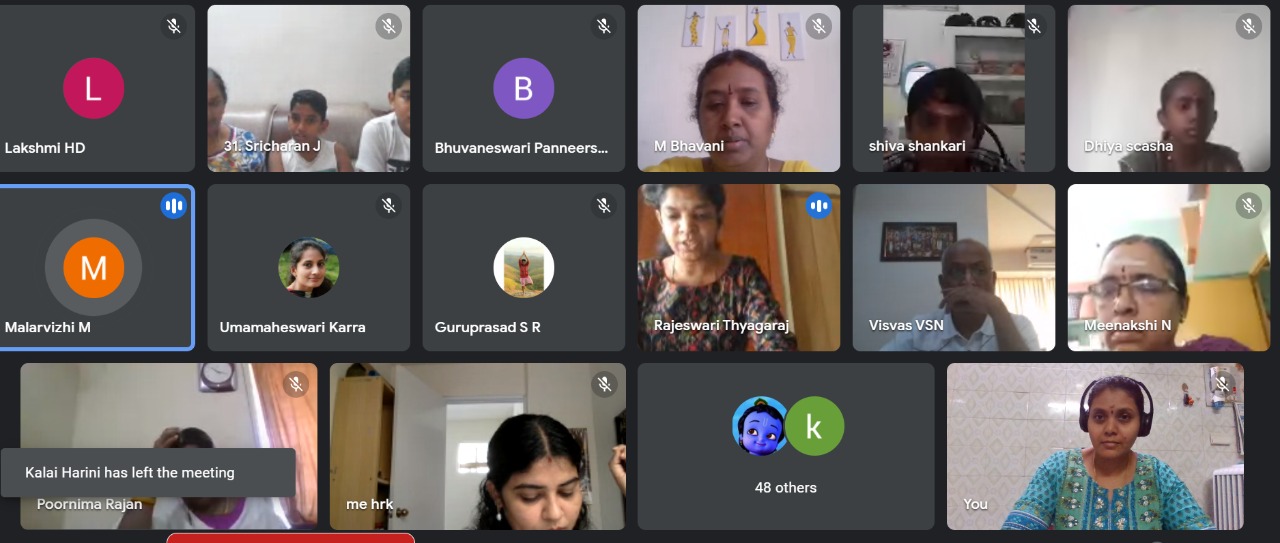 L
Lakshmi HD
31. Sricharan J
B
Bhuvaneswari Panneers...
M Bhavani
shiva shankari
Dhiya scasha
M
Malarvizhi M
Umamaheswari Karra
Guruprasad S R
Rajeswari Thyagaraj
Visvas VSN
Meenakshi N
Kalai Harini has left the meeting
Poornima Rajan
me hrk
k
48 others
You